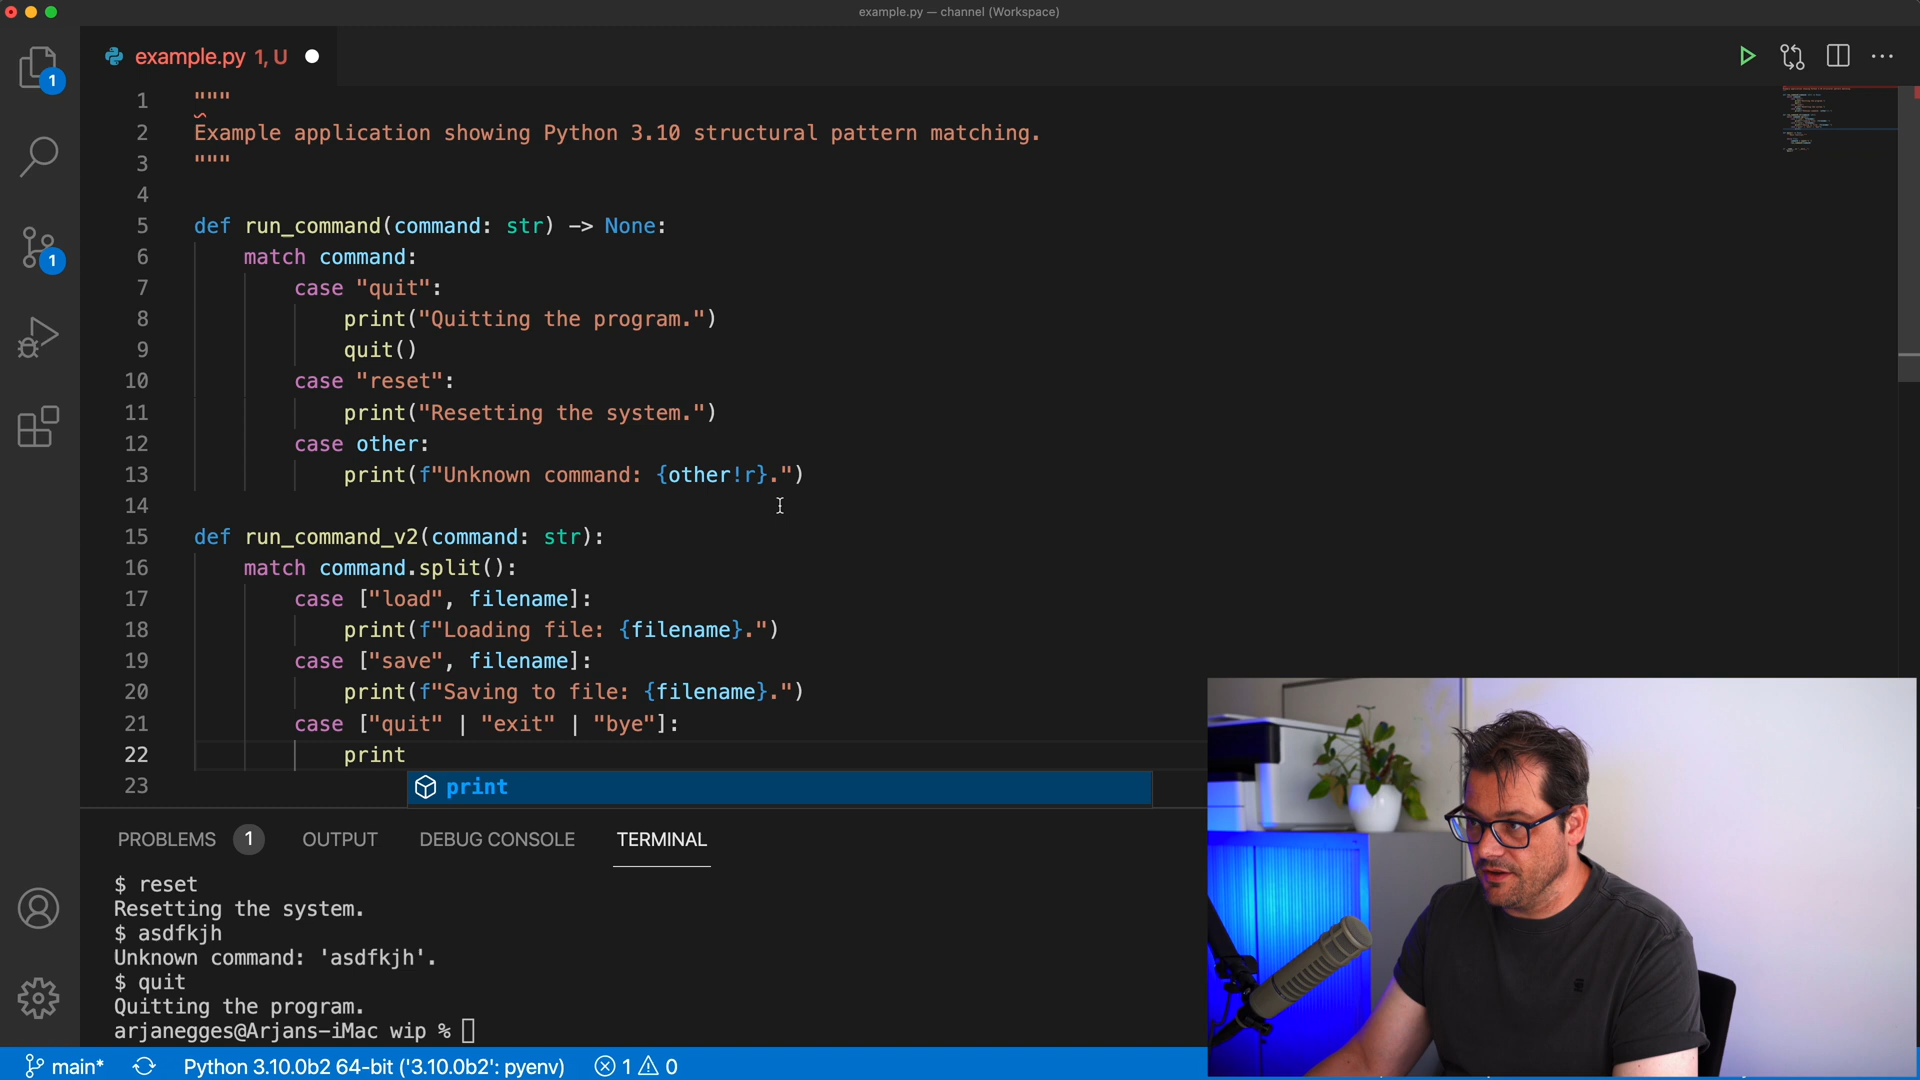 example.py — channel (Workspace)
example.py 1, U
1
1
1 """
2 Example application showing Python 3.10 structural pattern matching.
3 """
4
5 def run_command(command: str) -> None:
6 match command:
7 case "quit":
8 print("Quitting the program.")
9 quit()
10 case "reset":
11 print("Resetting the system.")
12 case other:
13 print(f"Unknown command: {other!r}.")
14
15 def run_command_v2(command: str):
16 match command.split():
17 case ["load", filename]:
18 print(f"Loading file: {filename}.")
19 case ["save", filename]:
20 print(f"Saving to file: {filename}.")
21 case ["quit" | "exit" | "bye"]:
22 print
23
print
PROBLEMS 1 OUTPUT DEBUG CONSOLE TERMINAL
$ reset
Resetting the system.
$ asdfkjh
Unknown command: 'asdfkjh'.
$ quit
Quitting the program.
arjanegges@Arjans-iMac wip %
main* Python 3.10.0b2 64-bit ('3.10.0b2': pyenv) 1 0